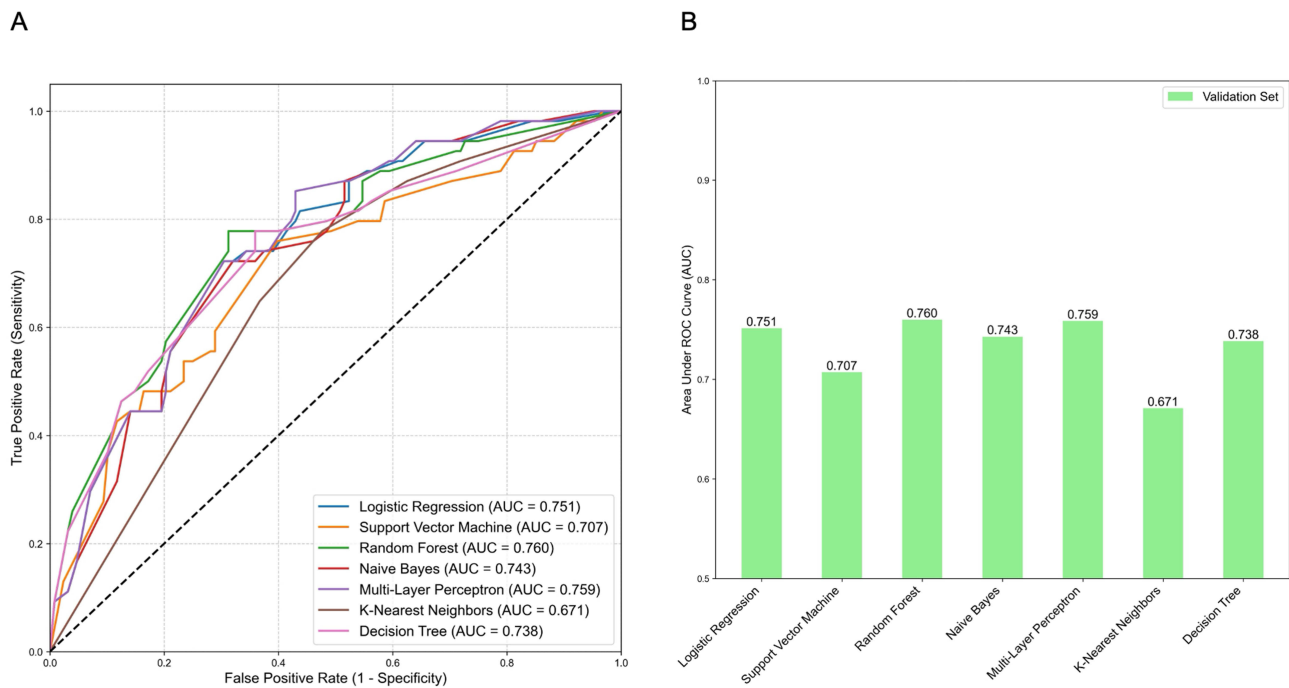 A
True Positive Rate (Sensitivity)
1.0
0.8
0.6
0.4
0.2
0.0
0.0
0.2
0.4
0.6
0.8
1.0
False Positive Rate (1 - Specificity)
Logistic Regression (AUC = 0.751)
Support Vector Machine (AUC = 0.707)
Random Forest (AUC = 0.760)
Naive Bayes (AUC = 0.743)
Multi-Layer Perceptron (AUC = 0.759)
K-Nearest Neighbors (AUC = 0.671)
Decision Tree (AUC = 0.738)
B
Area Under ROC Curve (AUC)
1.0
0.9
0.8
0.7
0.6
0.5
Validation Set
0.751
0.707
0.760
0.743
0.759
0.671
0.738
Logistic Regression
Support Vector Machine
Random Forest
Naive Bayes
Multi-Layer Perceptron
K-Nearest Neighbors
Decision Tree